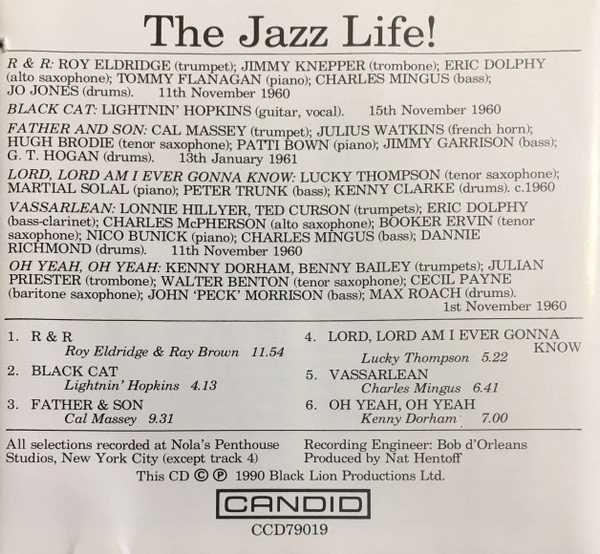 The Jazz Life!
R & R: ROY ELDRIDGE (trumpet); JIMMY KNEPPER (trombone); ERIC DOLPHY
(alto saxophone); TOMMY FLANAGAN (piano); CHARLES MINGUS (bass);
JO JONES (drums). 11th November 1960
BLACK CAT: LIGHTNIN' HOPKINS (guitar, vocal). 15th November 1960
FATHER AND SON: CAL MASSEY (trumpet); JULIUS WATKINS (french horn);
HUGH BRODIE (tenor saxophone); PATTI BOWN (piano); JIMMY GARRISON (bass);
G. T. HOGAN (drums). 13th January 1961
LORD, LORD AM I EVER GONNA KNOW: LUCKY THOMPSON (tenor saxophone);
MARTIAL SOLAL (piano); PETER TRUNK (bass); KENNY CLARKE (drums). c.1960
VASSARLEAN: LONNIE HILLYER, TED CURSON (trumpets); ERIC DOLPHY
(bass-clarinet); CHARLES McPHERSON (alto saxophone); BOOKER ERVIN (tenor
saxophone); NICO BUNICK (piano); CHARLES MINGUS (bass); DANNIE
RICHMOND (drums). 11th November 1960
OH YEAH, OH YEAH: KENNY DORHAM, BENNY BAILEY (trumpets); JULIAN
PRIESTER (trombone); WALTER BENTON (tenor saxophone); CECIL PAYNE
(baritone saxophone); JOHN 'PECK' MORRISON (bass); MAX ROACH (drums).
1st November 1960
1. R & R
Roy Eldridge & Ray Brown 11.54
2. BLACK CAT
Lightnin' Hopkins 4.13
3. FATHER & SON
Cal Massey 9.31
4. LORD, LORD AM I EVER GONNA
KNOW
Lucky Thompson 5.22
5. VASSARLEAN
Charles Mingus 6.41
6. OH YEAH, OH YEAH
Kenny Dorham 7.00
All selections recorded at Nola's Penthouse
Studios, New York City (except track 4)
Recording Engineer: Bob d'Orleans
Produced by Nat Hentoff
This CD © ℗ 1990 Black Lion Productions Ltd.
CANDID
CCD79019